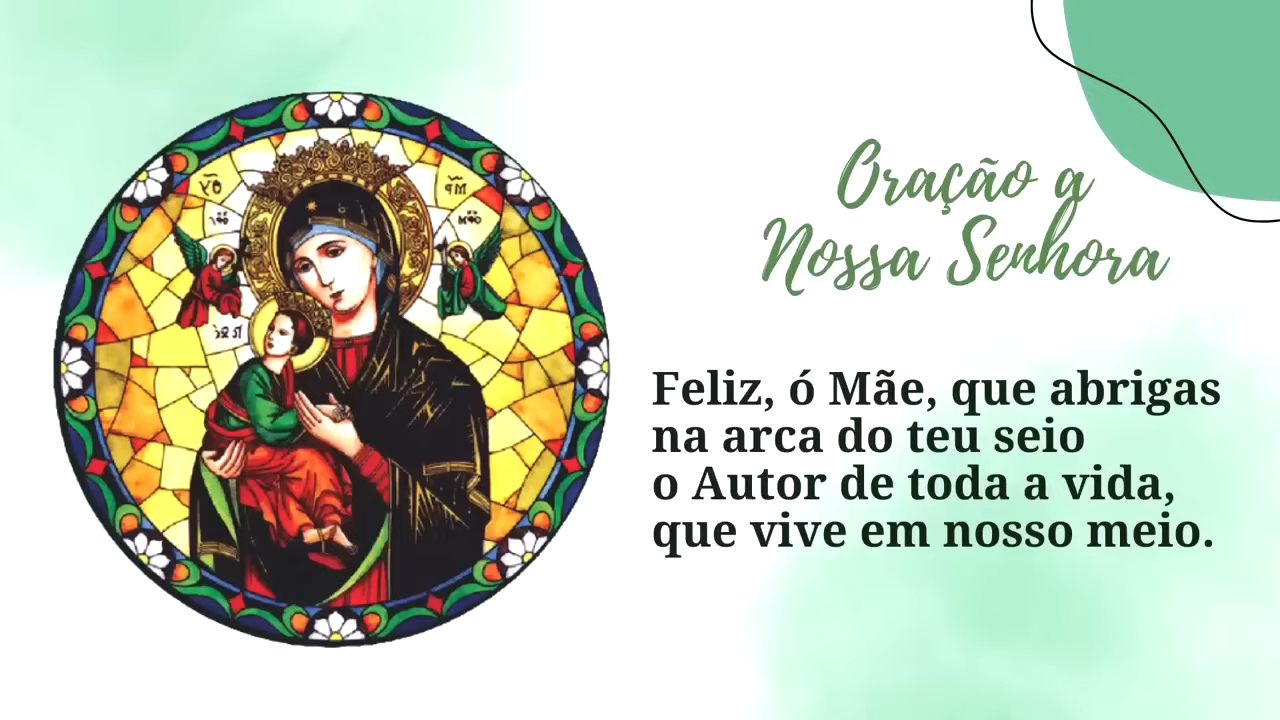 Oração a
Nossa Senhora
Feliz, ó Mãe, que abrigas
na arca do teu seio
o Autor de toda a vida,
que vive em nosso meio.